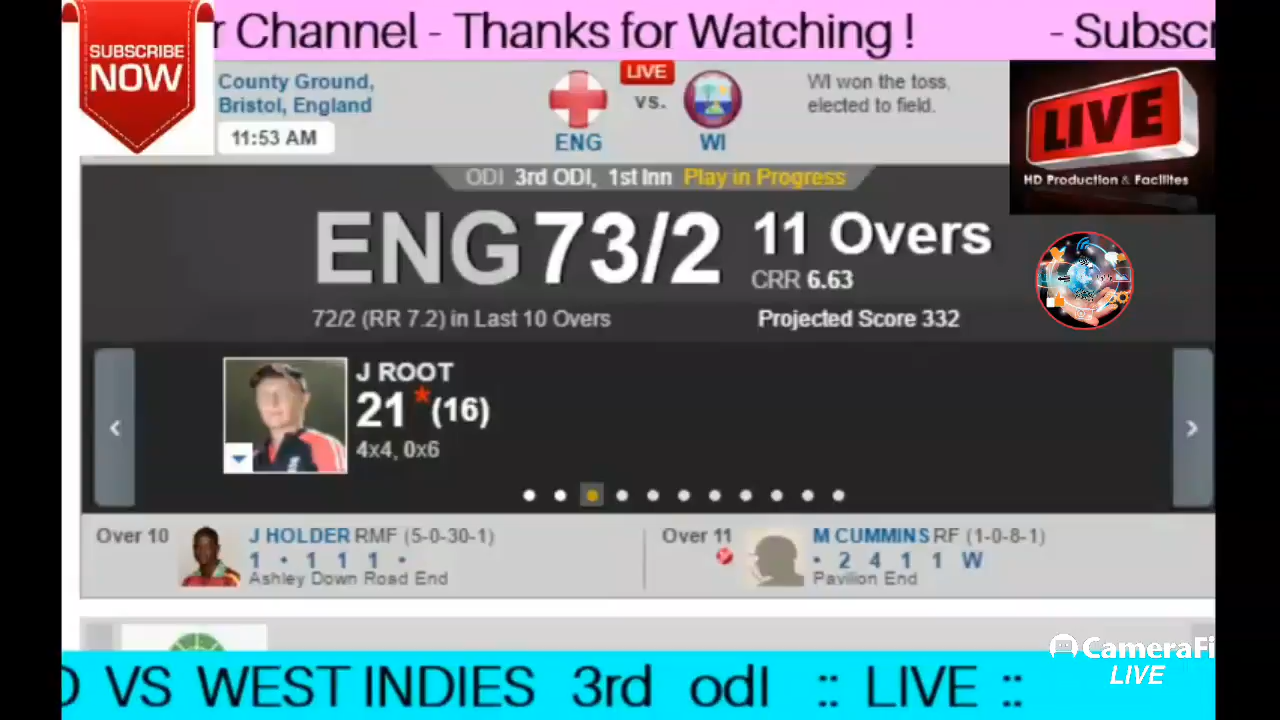 r Channel - Thanks for Watching ! - Subscr
SUBSCRIBE
NOW
County Ground,
Bristol, England
11:53 AM
LIVE
vs.
ENG
WI
WI won the toss,
elected to field.
LIVE
HD Production & Facilites
ODI 3rd ODI, 1st Inn Play in Progress
ENG 73/2 11 Overs
CRR 6.63
72/2 (RR 7.2) in Last 10 Overs
Projected Score 332
J ROOT
21*(16)
4x4, 0x6
Over 10
J HOLDER RMF (5-0-30-1)
1 • 1 1 1 •
Ashley Down Road End
Over 11
M CUMMINS RF (1-0-8-1)
• 2 4 1 1 W
Pavilion End
CameraFi
LIVE
D VS WEST INDIES 3rd odI :: LIVE ::